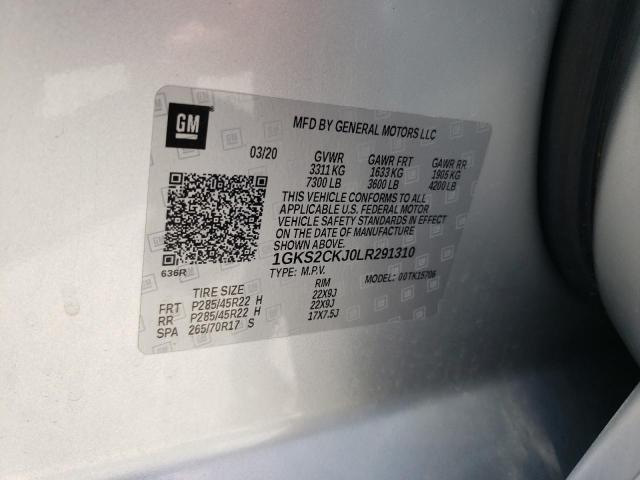 GM
MFD BY GENERAL MOTORS LLC
03/20 GVWR GAWR FRT GAWR RR
3311 KG 1633 KG 1905 KG
7300 LB 3600 LB 4200 LB
THIS VEHICLE CONFORMS TO ALL
APPLICABLE U.S. FEDERAL MOTOR
VEHICLE SAFETY STANDARDS IN EFFECT
ON THE DATE OF MANUFACTURE
SHOWN ABOVE.
1GKS2CKJ0LR291310
636R
TYPE: M.P.V. MODEL: 00TK15706
TIRE SIZE RIM
FRT P285/45R22 H 22X9J
RR P285/45R22 H 22X9J
SPA 265/70R17 S 17X7.5J